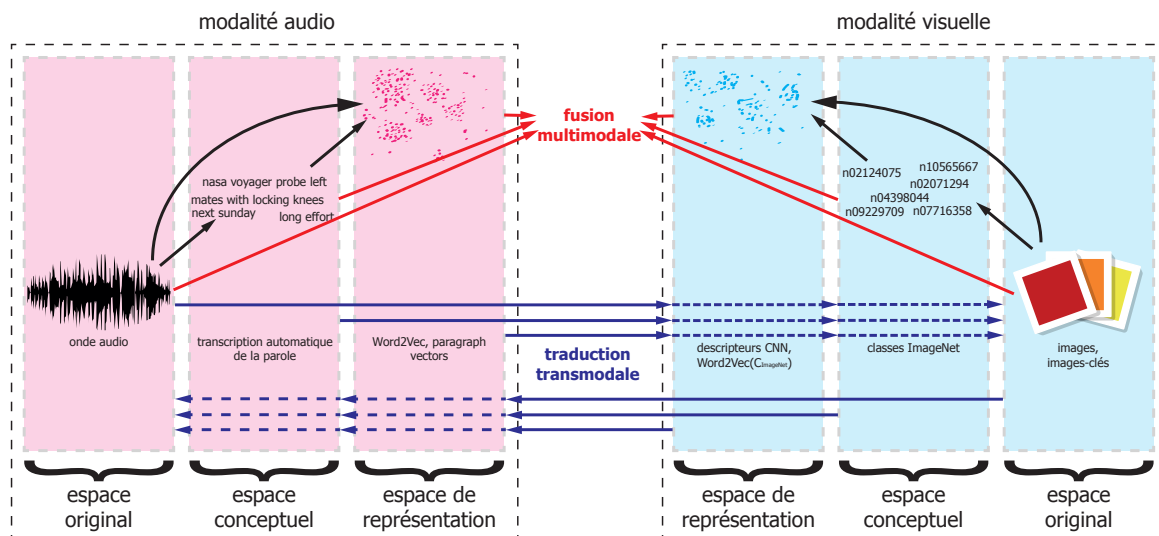 modalité audio
modalité visuelle
fusion
multimodale
nasa voyager probe left
mates with locking knees
next sunday
long effort
n02124075
n10565667
n02071294
n04398044
n09229709
n07716358
onde audio
transcription automatique
de la parole
Word2Vec, paragraph
vectors
traduction
transmodale
descripteurs CNN,
Word2Vec(CImageNet)
classes ImageNet
images,
images-clés
espace
original
espace
conceptuel
espace de
représentation
espace de
représentation
espace
conceptuel
espace
original